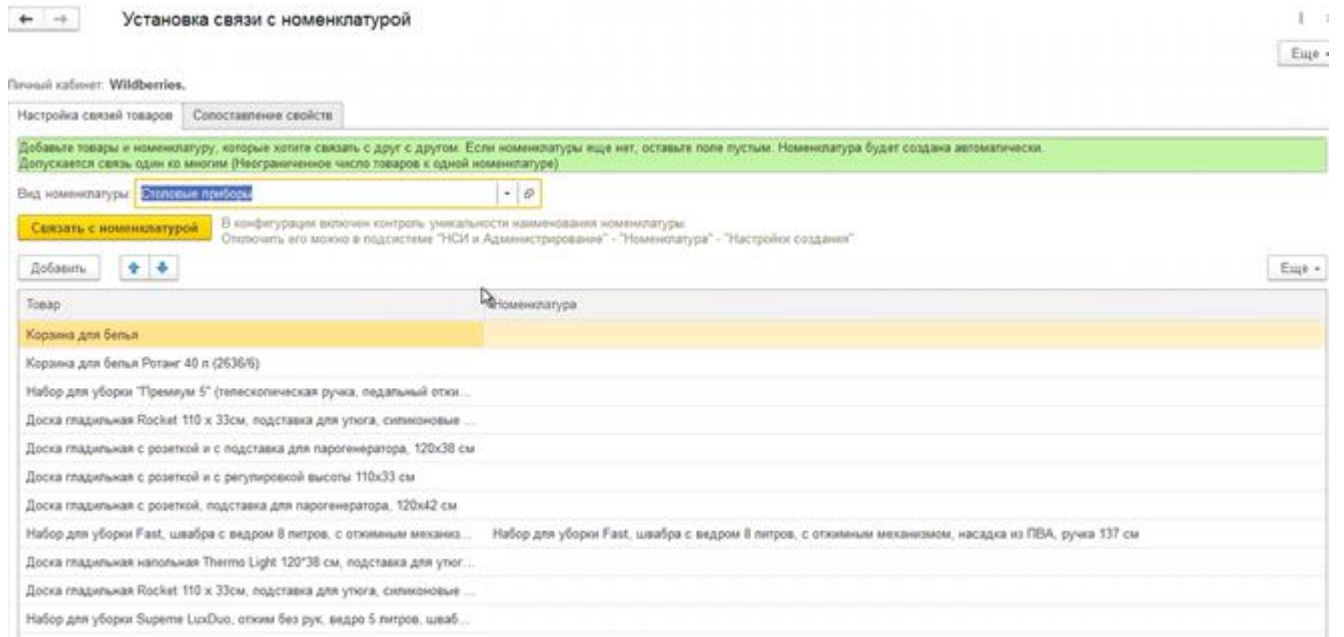 Установка связи с номенклатурой
Еще
Личный кабинет: Wildberries.
Настройка связей товаров Сопоставление свойств
Добавьте товары и номенклатуру, которые хотите связать с друг с другом. Если номенклатуры еще нет, оставьте поле пустым. Номенклатура будет создана автоматически.
Допускается связь один ко многим (Неограниченное число товаров к одной номенклатуре)
Вид номенклатуры: Столовые приборы
Связать с номенклатурой
В конфигурации включен контроль уникальности наименования номенклатуры.
Отключить его можно в подсистеме "НСИ и Администрирование" - "Номенклатура" - "Настройки создания"
Добавить Еще
Товар Номенклатура
Корзина для белья
Корзина для белья Ротанг 40 л (2636/6)
Набор для уборки "Премиум 5" (телескопическая ручка, педальный отжи...
Доска гладильная Rocket 110 x 33см, подставка для утюга, силиконовые ...
Доска гладильная с розеткой и с подставка для парогенератора, 120x38 см
Доска гладильная с розеткой и с регулировкой высоты 110x33 см
Доска гладильная с розеткой, подставка для парогенератора, 120x42 см
Набор для уборки Fast, швабра с ведром 8 литров, с отжимным механиз... Набор для уборки Fast, швабра с ведром 8 литров, с отжимным механизмом, насадка из ПВА, ручка 137 см
Доска гладильная напольная Thermo Light 120*38 см, подставка для утюг...
Доска гладильная Rocket 110 x 33см, подставка для утюга, силиконовые ...
Набор для уборки Supeme LuxDuo, отжим без рук, ведро 5 литров, шваб...